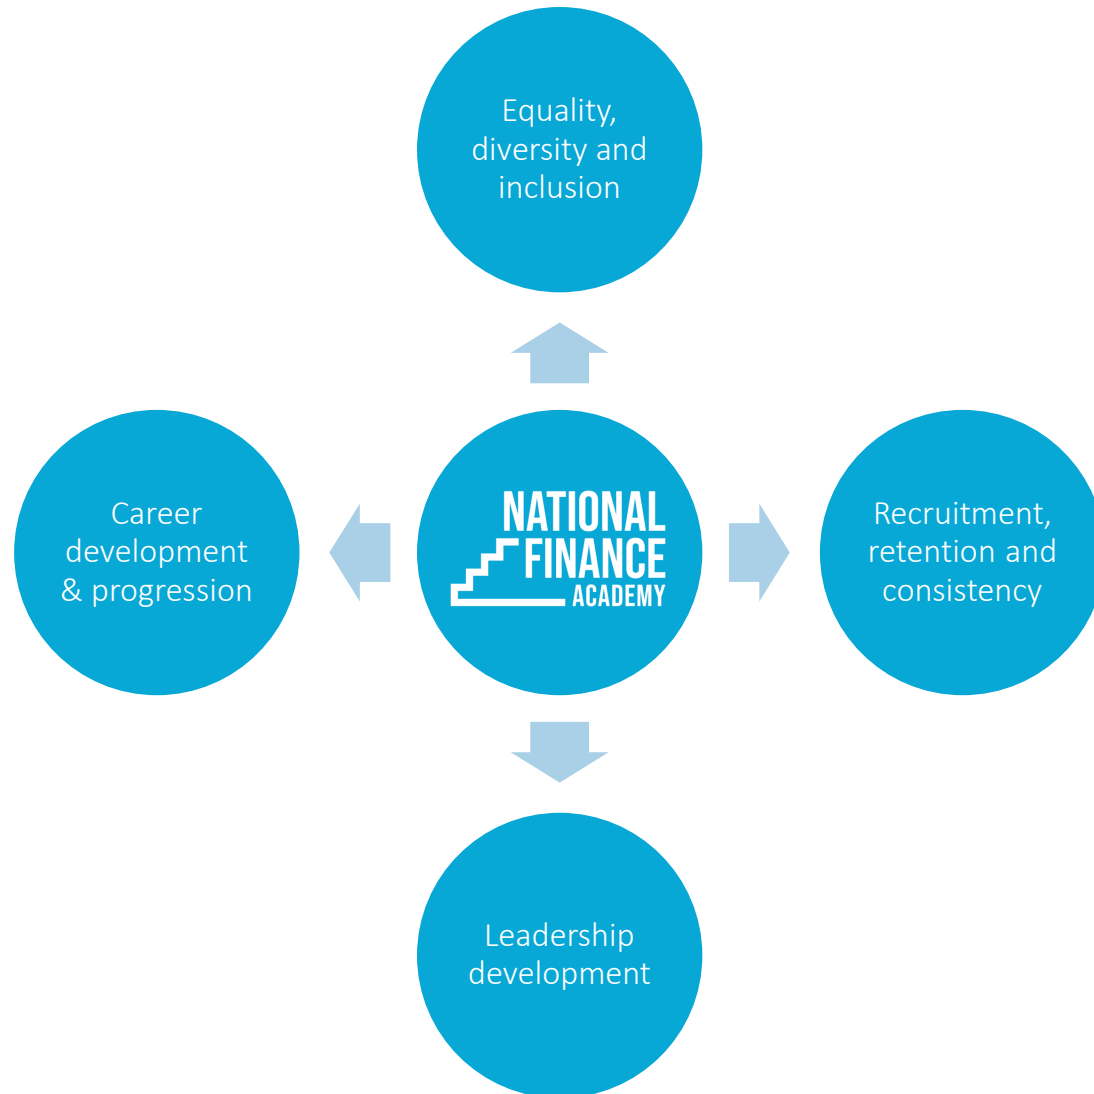 Equality,
diversity and
inclusion
Career
development
& progression
NATIONAL
FINANCE
ACADEMY
Recruitment,
retention and
consistency
Leadership
development